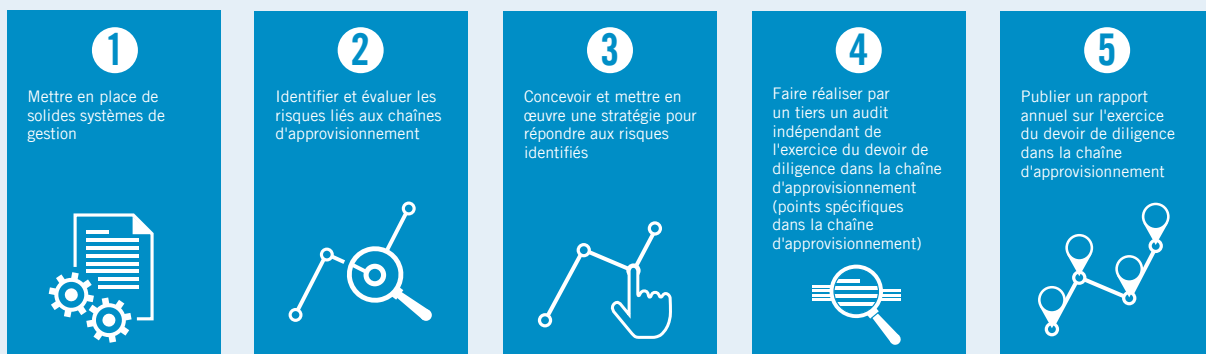 1
Mettre en place de
solides systèmes de
gestion
2
Identifier et évaluer les
risques liés aux chaînes
d'approvisionnement
3
Concevoir et mettre en
œuvre une stratégie pour
répondre aux risques
identifiés
4
Faire réaliser par
un tiers un audit
indépendant de
l'exercice du devoir de
diligence dans la chaîne
d'approvisionnement
(points spécifiques
dans la chaîne
d'approvisionnement)
5
Publier un rapport
annuel sur l'exercice
du devoir de diligence
dans la chaîne
d'approvisionnement